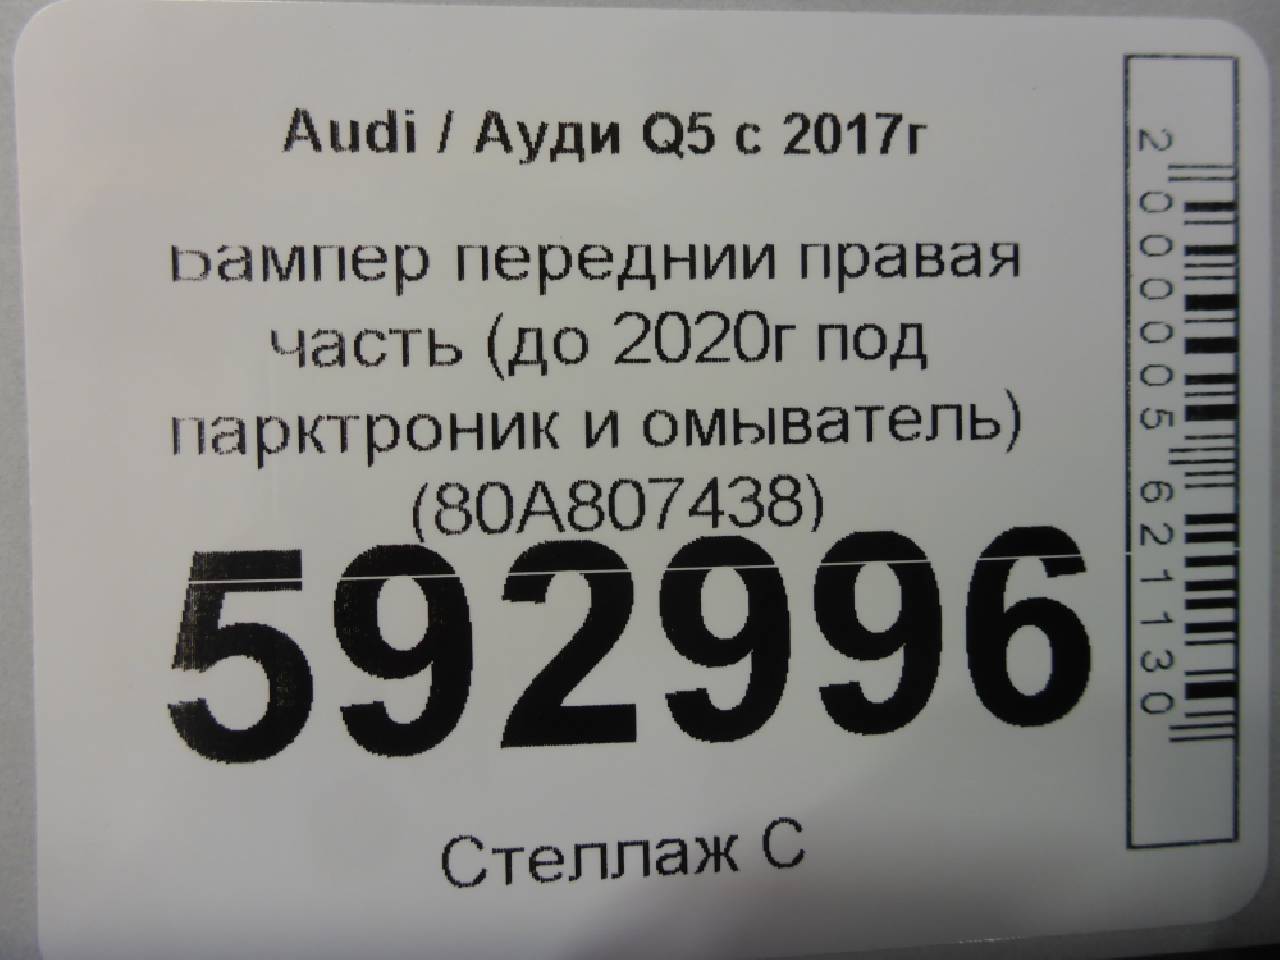 Audi / Ауди Q5 с 2017г
Бампер передний правая
часть (до 2020г под
парктроник и омыватель)
(80A807438)
592996
Стеллаж С
2000005621130